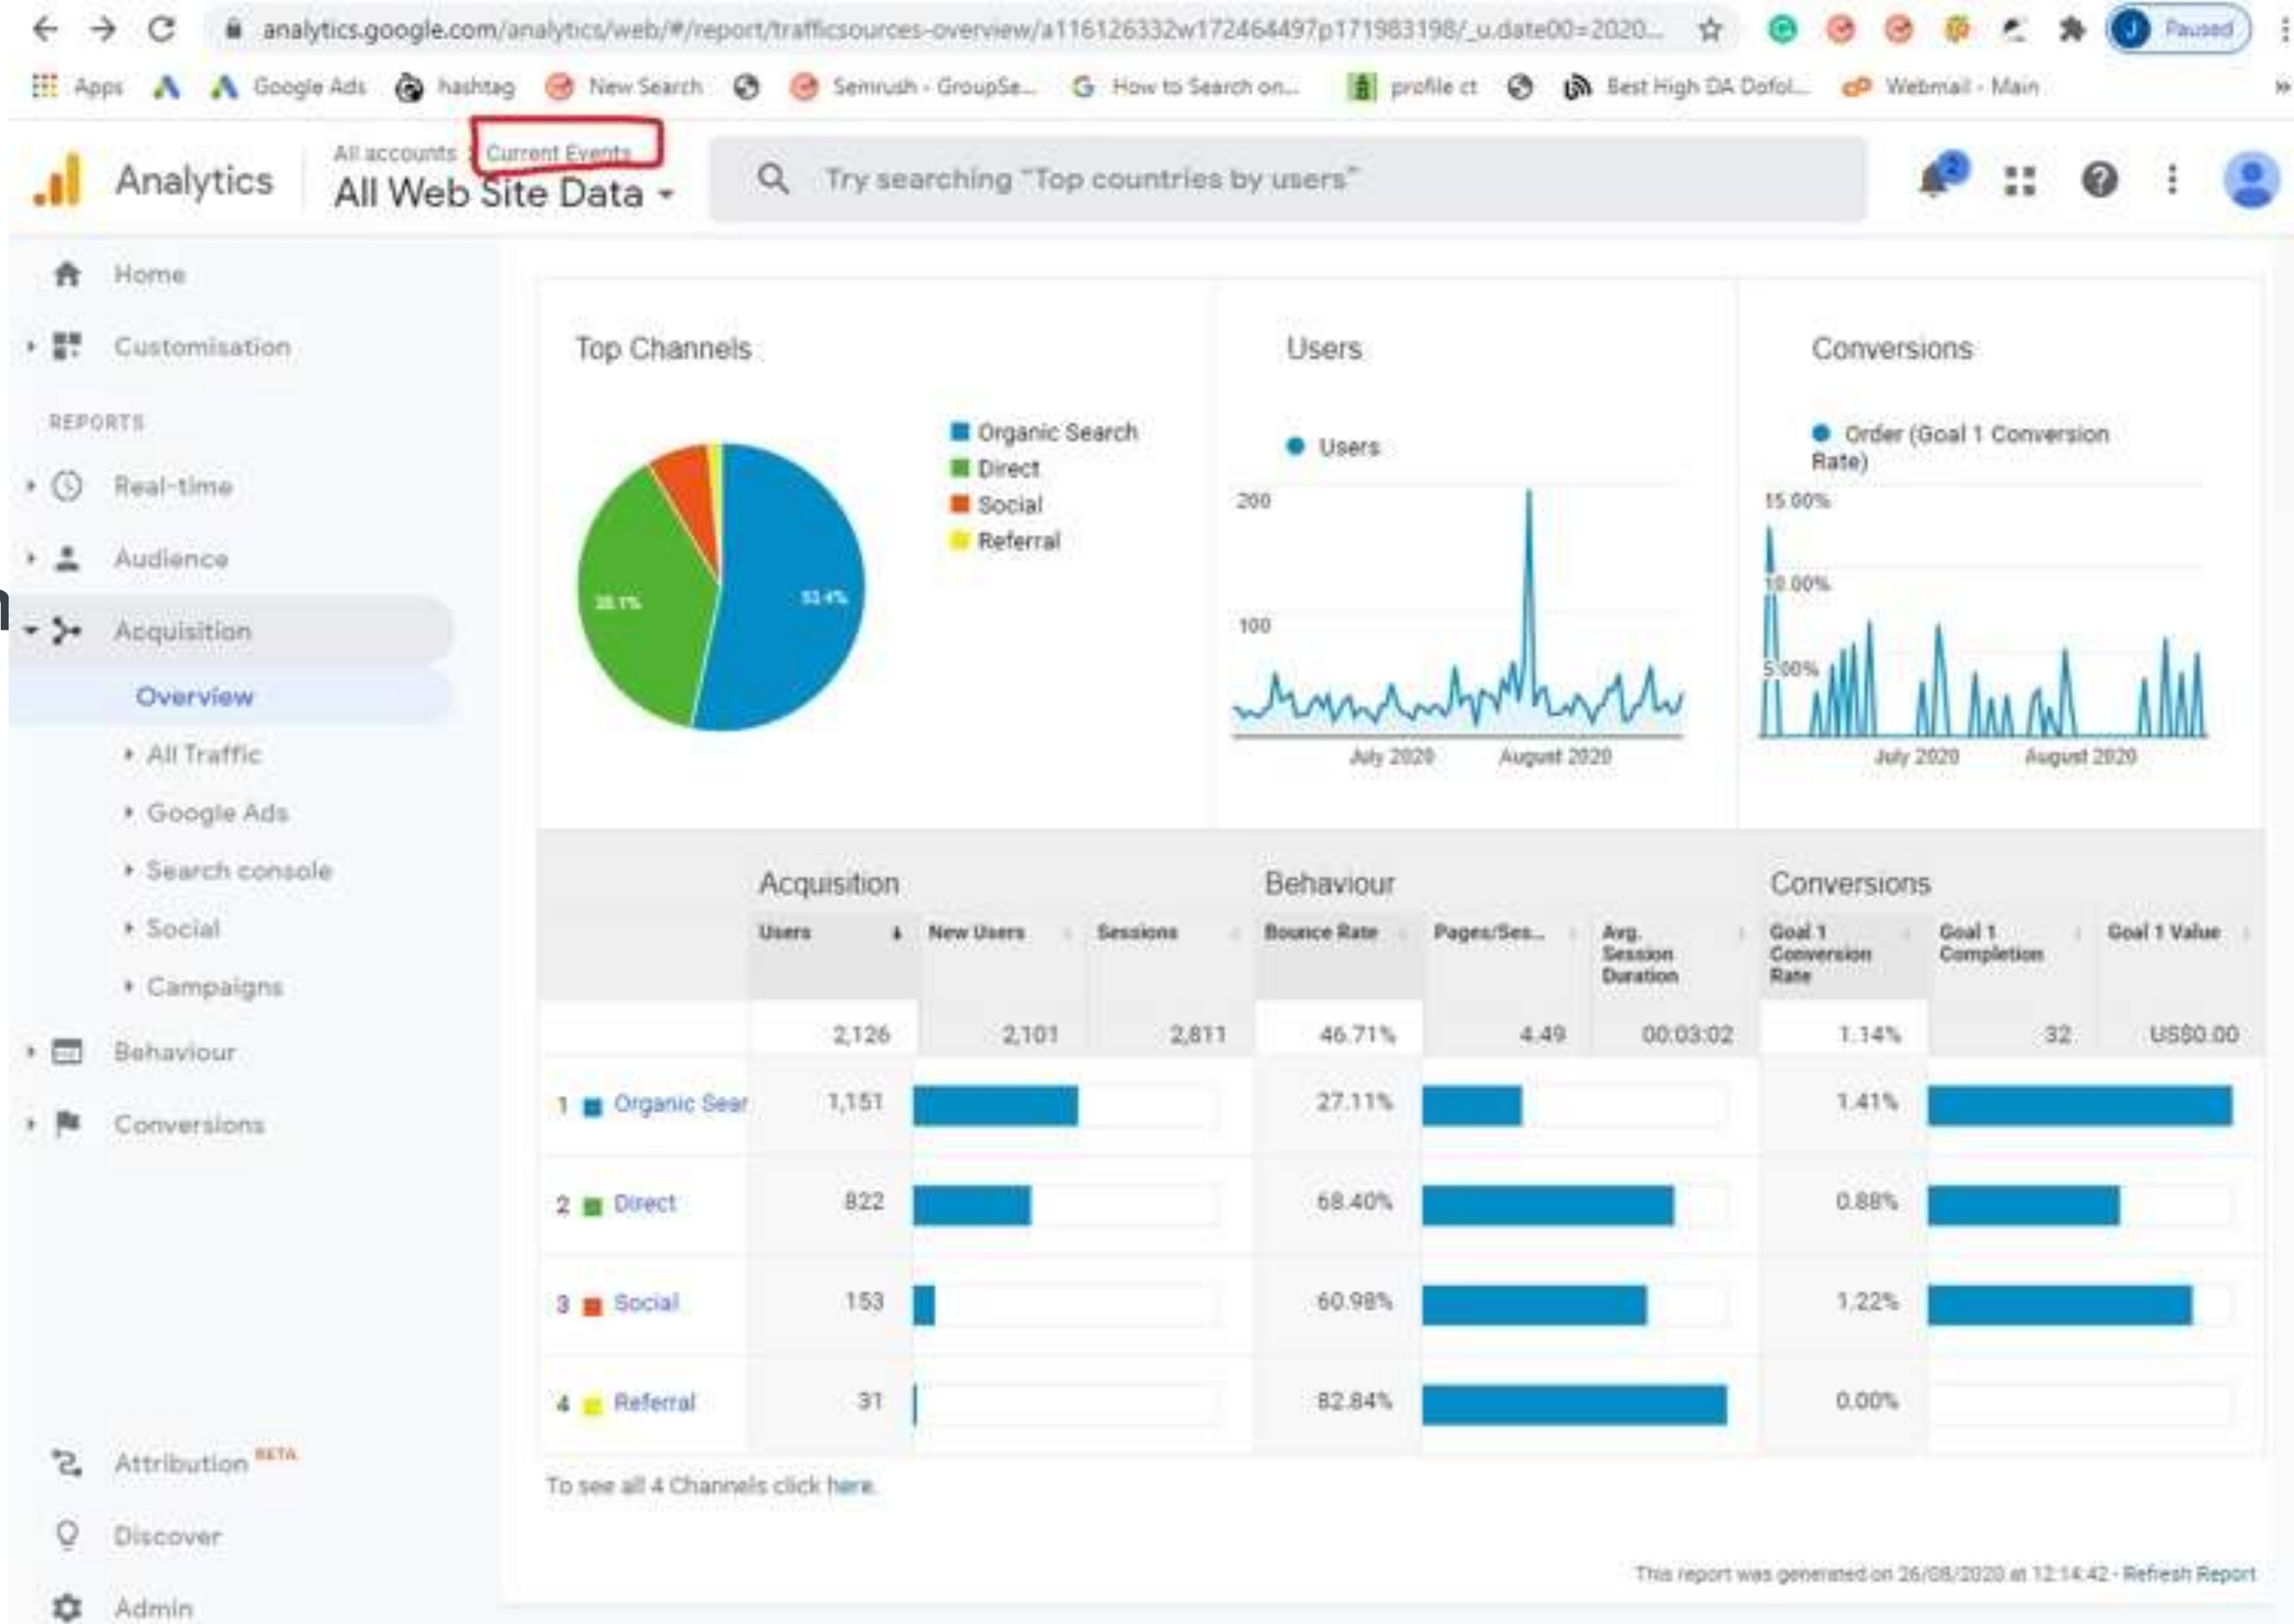 analytics.google.com/analytics/web/#/report/trafficsources-overview/a116126332w172464497p171983198/_u.date00=2020...
J Paused
Apps Google Ads hashtag New Search Semrush - GroupSe... How to Search on... profile ct Best High DA Dofol... Webmail - Main
Analytics
All accounts > Current Events
All Web Site Data
Try searching "Top countries by users"
2
Home
Customisation
REPORTS
Real-time
Audience
Acquisition
Overview
All Traffic
Google Ads
Search console
Social
Campaigns
Behaviour
Conversions
Attribution BETA
Discover
Admin
Top Channels
Organic Search
Direct
Social
Referral
53.4%
Users
Users
200
100
July 2020 August 2020
Conversions
Order (Goal 1 Conversion
Rate)
15.00%
10.00%
5.00%
July 2020 August 2020
Acquisition Behaviour Conversions
Users New Users Sessions Bounce Rate Pages/Ses... Avg. Session Duration Goal 1 Conversion Rate Goal 1 Completion Goal 1 Value
2,126 2,101 2,811 46.71% 4.49 00:03:02 1.14% 32 US$0.00
1 Organic Sear 1,151 27.11% 1.41%
2 Direct 822 68.40% 0.88%
3 Social 153 60.98% 1.22%
4 Referral 31 82.84% 0.00%
To see all 4 Channels click here.
This report was generated on 26/08/2020 at 12:14:42 - Refresh Report